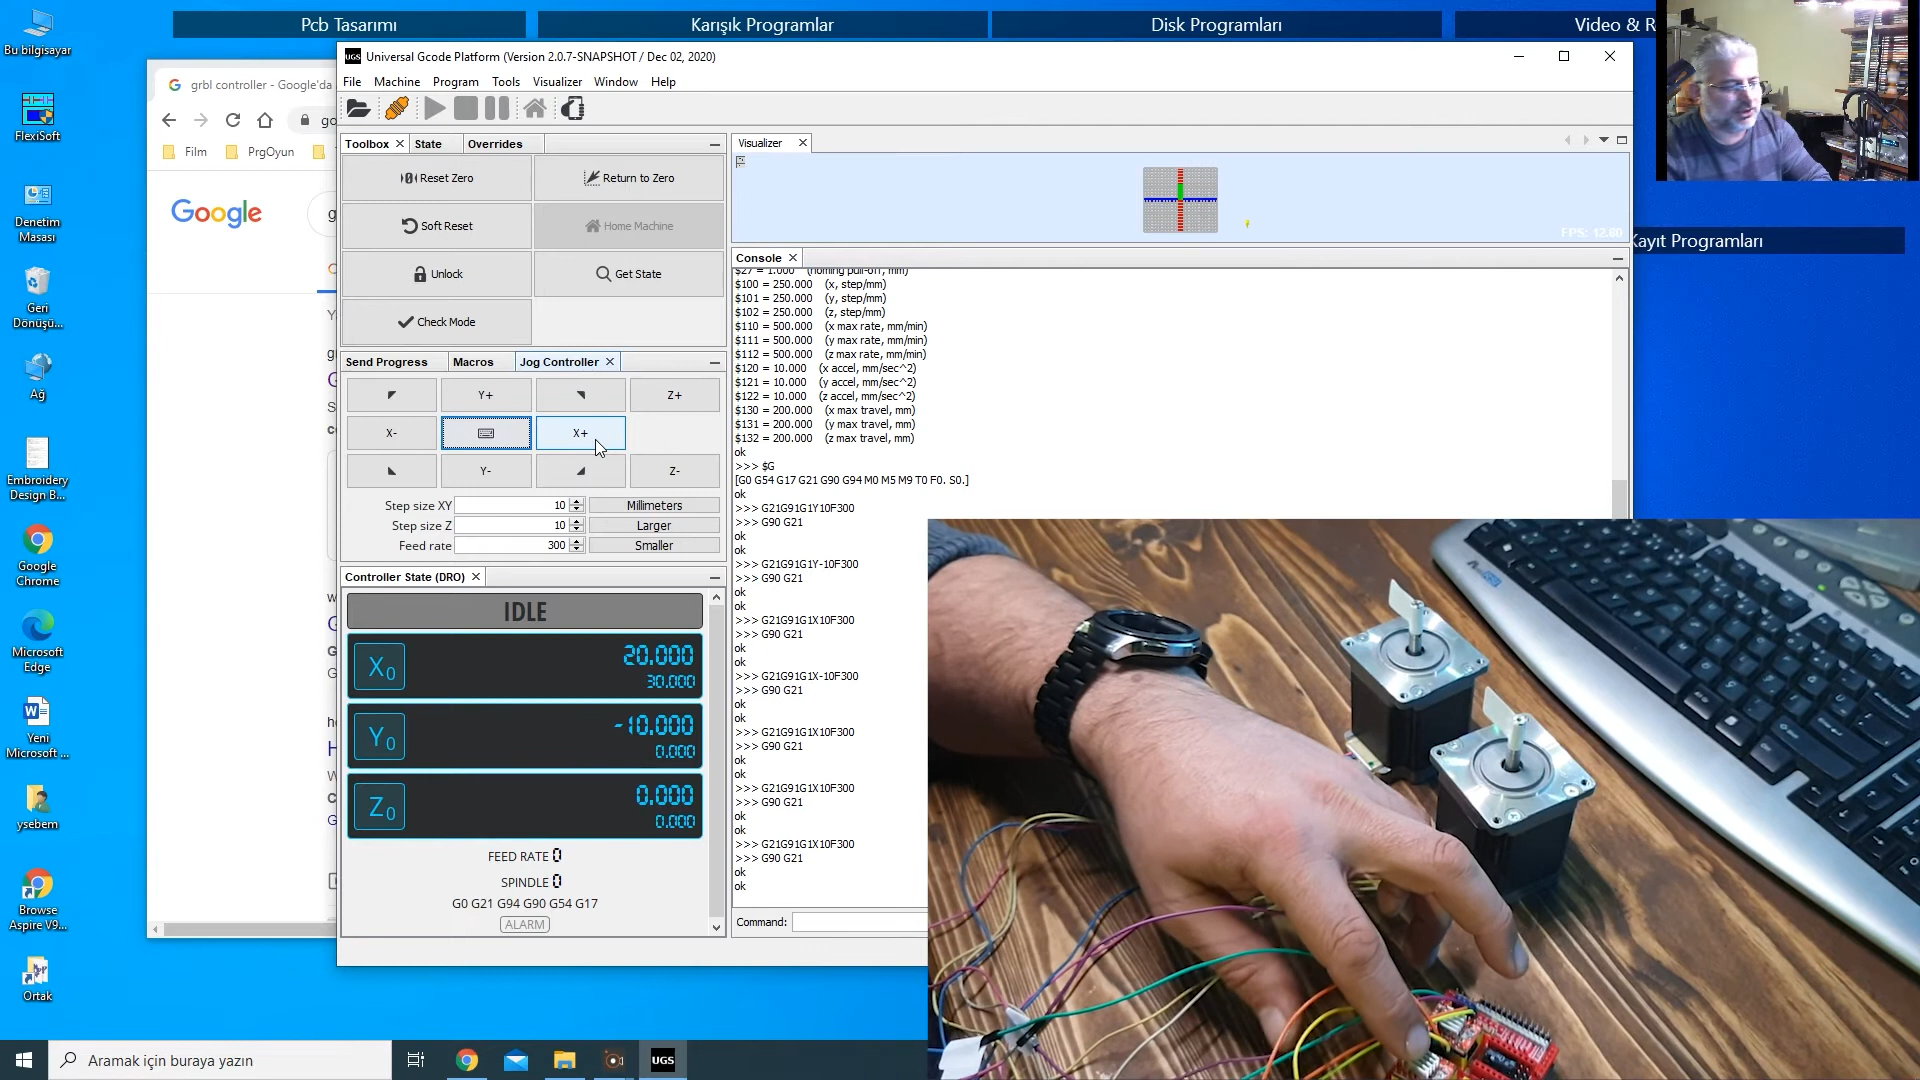 Pcb Tasarımı
Karışık Programlar
Disk Programları
Video & R
Kayıt Programları
Bu bilgisayar
FlexiSoft
Denetim
Masası
Geri
Dönüşü...
Ağ
Embroidery
Design B...
Google
Chrome
Microsoft
Edge
Yeni
Microsoft ...
ysebem
Browse
Aspire V9...
Ortak
grbl controller - Google'da
Film
PrgOyun
Google
UGS Universal Gcode Platform (Version 2.0.7-SNAPSHOT / Dec 02, 2020)
File Machine Program Tools Visualizer Window Help
Toolbox State Overrides
Reset Zero
Return to Zero
Soft Reset
Home Machine
Unlock
Get State
Check Mode
Send Progress Macros Jog Controller
Y+ Z+
X- X+
Y- Z-
Step size XY 10 Millimeters
Step size Z 10 Larger
Feed rate 300 Smaller
Controller State (DRO)
IDLE
X0 20.000
30.000
Y0 -10.000
0.000
Z0 0.000
0.000
FEED RATE 0
SPINDLE 0
G0 G21 G94 G90 G54 G17
ALARM
Visualizer
FPS: 12.00
Console
$27 = 1.000 (homing pull-off, mm)
$100 = 250.000 (x, step/mm)
$101 = 250.000 (y, step/mm)
$102 = 250.000 (z, step/mm)
$110 = 500.000 (x max rate, mm/min)
$111 = 500.000 (y max rate, mm/min)
$112 = 500.000 (z max rate, mm/min)
$120 = 10.000 (x accel, mm/sec^2)
$121 = 10.000 (y accel, mm/sec^2)
$122 = 10.000 (z accel, mm/sec^2)
$130 = 200.000 (x max travel, mm)
$131 = 200.000 (y max travel, mm)
$132 = 200.000 (z max travel, mm)
ok
>>> $G
[G0 G54 G17 G21 G90 G94 M0 M5 M9 T0 F0. S0.]
ok
>>> G21G91G1Y10F300
>>> G90 G21
ok
ok
>>> G21G91G1Y-10F300
>>> G90 G21
ok
ok
>>> G21G91G1X10F300
>>> G90 G21
ok
ok
>>> G21G91G1X-10F300
>>> G90 G21
ok
ok
>>> G21G91G1X10F300
>>> G90 G21
ok
ok
>>> G21G91G1X10F300
>>> G90 G21
ok
ok
>>> G21G91G1X10F300
>>> G90 G21
ok
ok
Command:
Aramak için buraya yazın
UGS